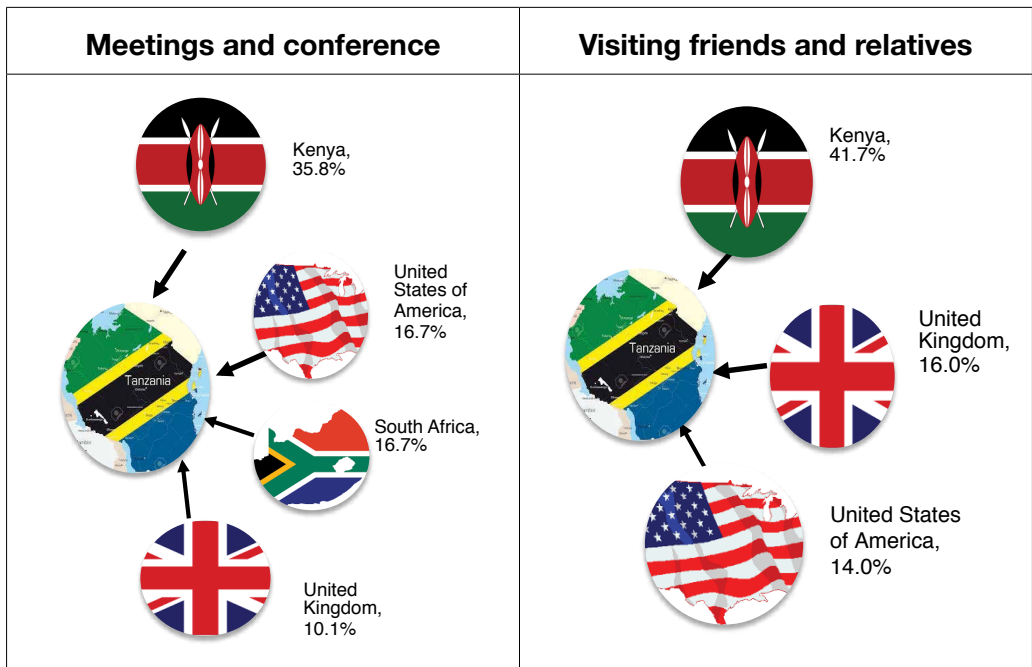 Meetings and conference
Visiting friends and relatives
Kenya,
35.8%
United
States of
America,
16.7%
Tanzania
South Africa,
16.7%
United
Kingdom,
10.1%
Kenya,
41.7%
Tanzania
United
Kingdom,
16.0%
United States
of America,
14.0%